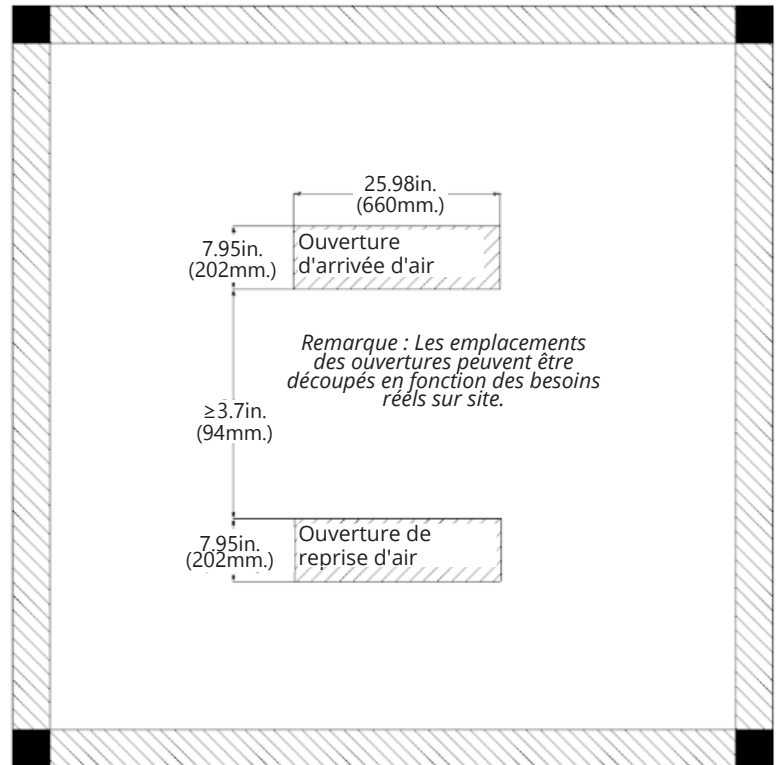 25.98in.
(660mm.)
7.95in.
(202mm.)
Ouverture
d'arrivée d'air
Remarque : Les emplacements
des ouvertures peuvent être
découpés en fonction des besoins
réels sur site.
≥3.7in.
(94mm.)
7.95in.
(202mm.)
Ouverture de
reprise d'air